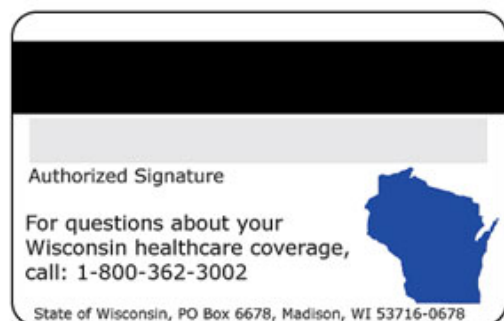 Authorized Signature
For questions about your
Wisconsin healthcare coverage,
call: 1-800-362-3002
State of Wisconsin, PO Box 6678, Madison, WI 53716-0678